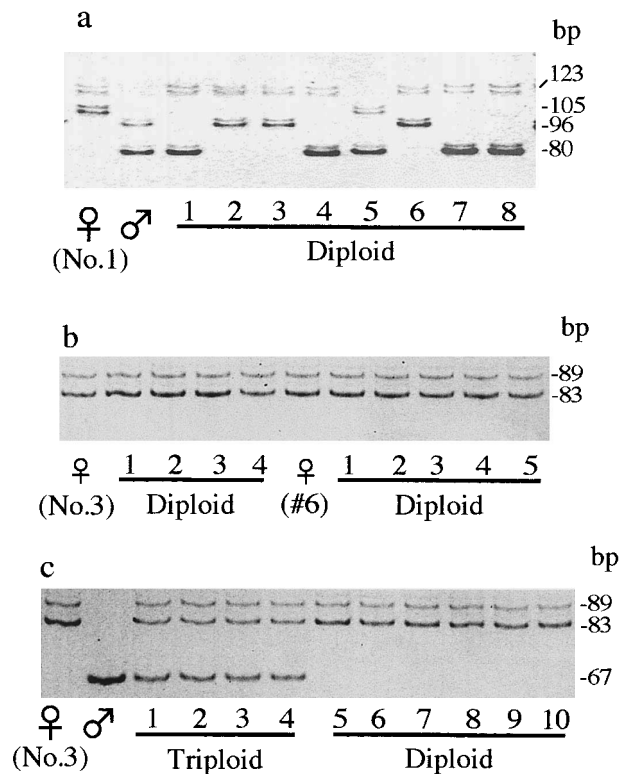 a
bp
123
-105
-96
-80
♀ ♂ 1 2 3 4 5 6 7 8
(No.1)
Diploid
b
bp
-89
-83
♀ 1 2 3 4 ♀ 1 2 3 4 5
(No.3) Diploid (#6) Diploid
c
bp
-89
-83
-67
♀ ♂ 1 2 3 4 5 6 7 8 9 10
(No.3) Triploid Diploid